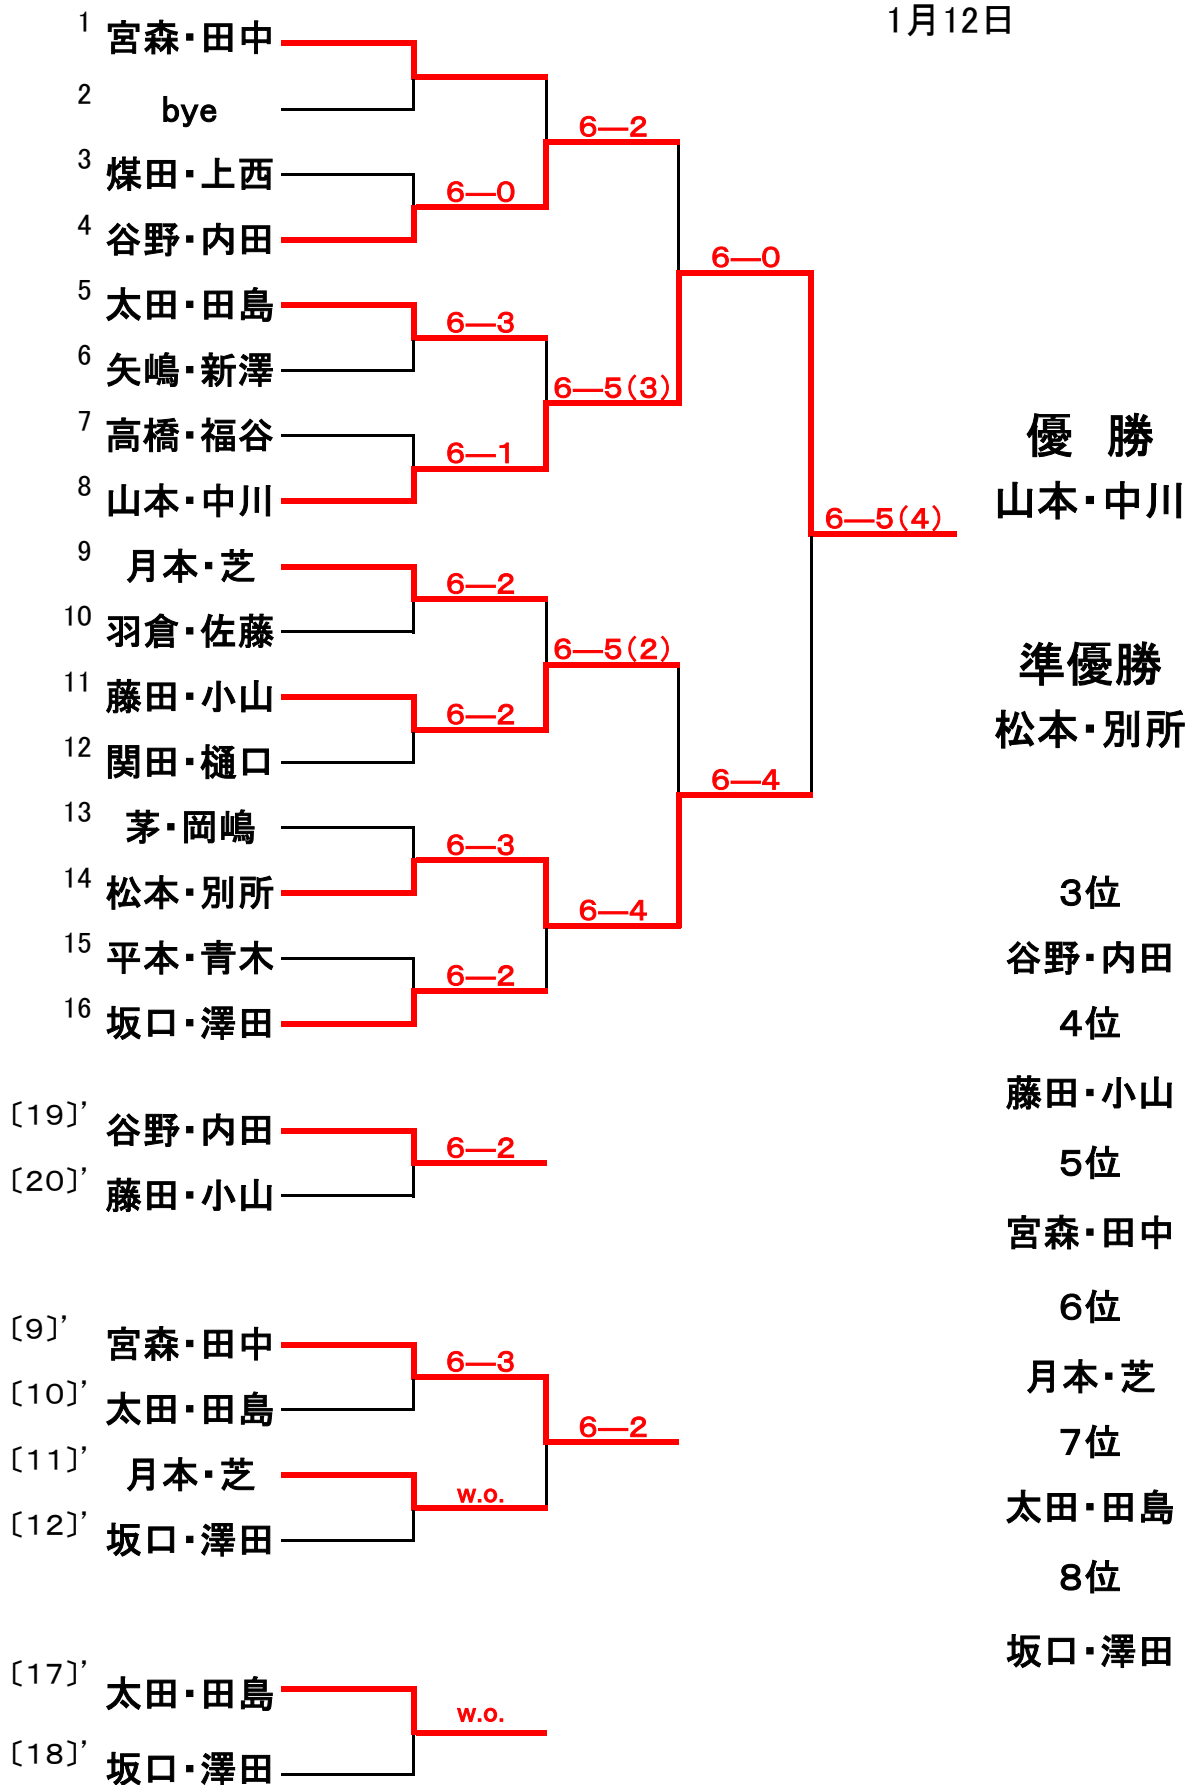 1月12日
1 宮森・田中
2 bye
6―2
3 煤田・上西
6―0
4 谷野・内田
6―0
5 太田・田島
6―3
6 矢嶋・新澤
6―5(3)
7 高橋・福谷
6―1
8 山本・中川
6―5(4)
優 勝
山本・中川
9 月本・芝
6―2
10 羽倉・佐藤
6―5(2)
11 藤田・小山
6―2
12 関田・樋口
6―4
準優勝
松本・別所
13 茅・岡嶋
6―3
14 松本・別所
6―4
15 平本・青木
6―2
16 坂口・澤田
3位
谷野・内田
4位
藤田・小山
5位
宮森・田中
6位
月本・芝
7位
太田・田島
8位
坂口・澤田
〔19〕’ 谷野・内田
6―2
〔20〕’ 藤田・小山
〔9〕’ 宮森・田中
6―3
〔10〕’ 太田・田島
6―2
〔11〕’ 月本・芝
w.o.
〔12〕’ 坂口・澤田
〔17〕’ 太田・田島
w.o.
〔18〕’ 坂口・澤田